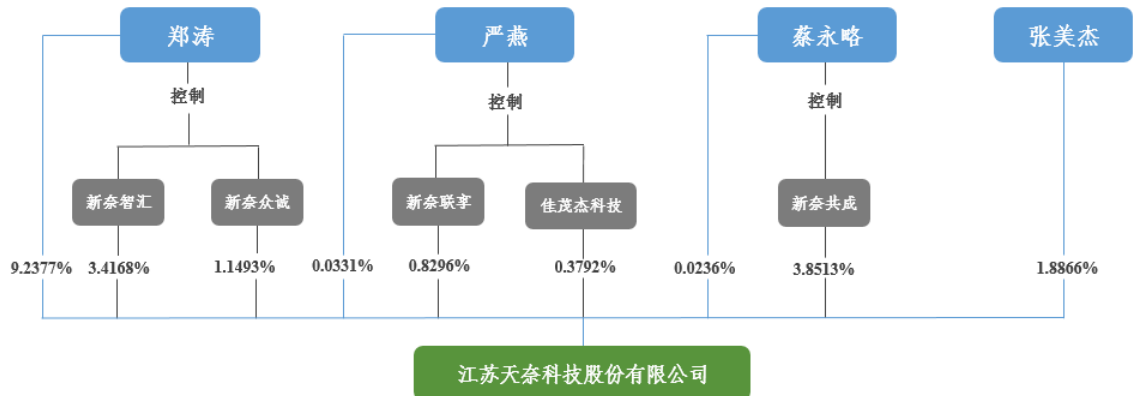 郑涛
严燕
蔡永略
张美杰
控制
控制
控制
新奈智汇
新奈众诚
新奈联享
佳茂杰科技
新奈共成
9.2377%
3.4168%
1.1493%
0.0331%
0.8296%
0.3792%
0.0236%
3.8513%
1.8866%
江苏天奈科技股份有限公司